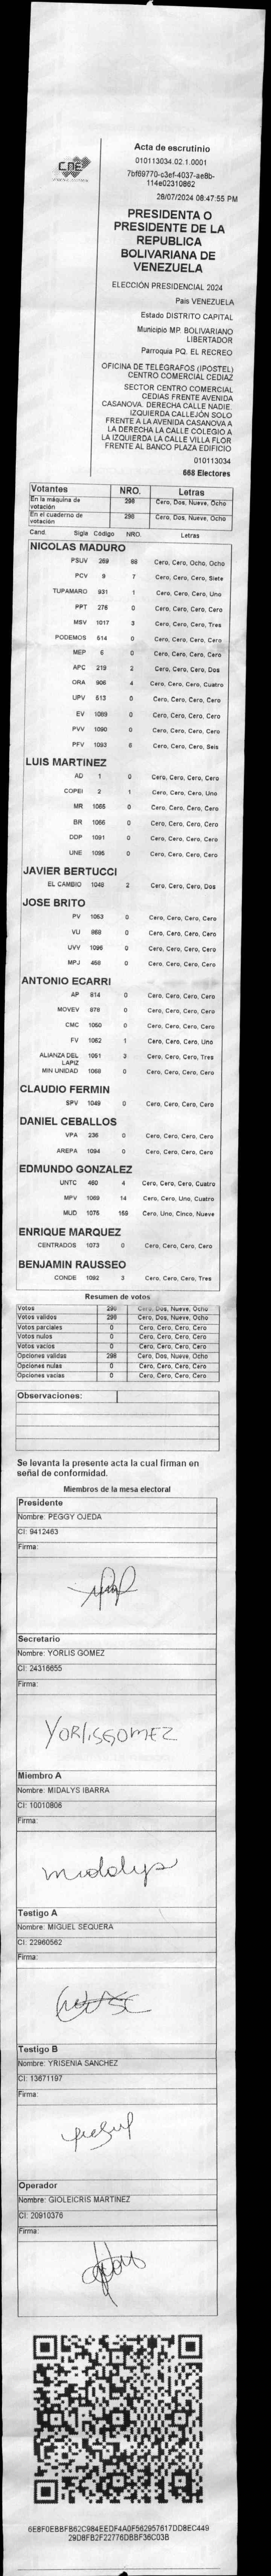 CNE
Acta de escrutinio
010113034.02.1.0001
7bf69770-c3ef-4037-ae8b-
114e02310862
28/07/2024 08:47:55 PM
PRESIDENTA O
PRESIDENTE DE LA
REPUBLICA
BOLIVARIANA DE
VENEZUELA
ELECCIÓN PRESIDENCIAL 2024
Pais VENEZUELA
Estado DISTRITO CAPITAL
Municipio MP. BOLIVARIANO
LIBERTADOR
Parroquia PQ. EL RECREO
OFICINA DE TELÉGRAFOS (IPOSTEL)
CENTRO COMERCIAL CEDIAZ
SECTOR CENTRO COMERCIAL
CEDIAS FRENTE AVENIDA
CASANOVA. DERECHA CALLE NADIE.
IZQUIERDA CALLEJÓN SOLO
FRENTE A LA AVENIDA CASANOVA A
LA DERECHA LA CALLE COLEGIO A
LA IZQUIERDA LA CALLE VILLA FLOR
FRENTE AL BANCO PLAZA EDIFICIO
010113034
668 Electores
Votantes NRO. Letras
En la máquina de votación 298 Cero, Dos, Nueve, Ocho
En el cuaderno de votación 298 Cero, Dos, Nueve, Ocho
Cand. Sigla Codigo NRO. Letras
NICOLAS MADURO
PSUV 269 88 Cero, Cero, Ocho, Ocho
PCV 9 7 Cero, Cero, Cero, Siete
TUPAMARO 931 1 Cero, Cero, Cero, Uno
PPT 276 0 Cero, Cero, Cero, Cero
MSV 1017 3 Cero, Cero, Cero, Tres
PODEMOS 514 0 Cero, Cero, Cero, Cero
MEP 6 0 Cero, Cero, Cero, Cero
APC 219 2 Cero, Cero, Cero, Dos
ORA 906 4 Cero, Cero, Cero, Cuatro
UPV 613 0 Cero, Cero, Cero, Cero
EV 1089 0 Cero, Cero, Cero, Cero
PVV 1090 0 Cero, Cero, Cero, Cero
PFV 1093 6 Cero, Cero, Cero, Seis
LUIS MARTINEZ
AD 1 0 Cero, Cero, Cero, Cero
COPEI 2 1 Cero, Cero, Cero, Uno
MR 1065 0 Cero, Cero, Cero, Cero
BR 1066 0 Cero, Cero, Cero, Cero
DDP 1091 0 Cero, Cero, Cero, Cero
UNE 1095 0 Cero, Cero, Cero, Cero
JAVIER BERTUCCI
EL CAMBIO 1048 2 Cero, Cero, Cero, Dos
JOSE BRITO
PV 1053 0 Cero, Cero, Cero, Cero
VU 868 0 Cero, Cero, Cero, Cero
UVV 1096 0 Cero, Cero, Cero, Cero
MPJ 458 0 Cero, Cero, Cero, Cero
ANTONIO ECARRI
AP 814 0 Cero, Cero, Cero, Cero
MOVEV 878 0 Cero, Cero, Cero, Cero
CMC 1060 0 Cero, Cero, Cero, Cero
FV 1062 1 Cero, Cero, Cero, Uno
ALIANZA DEL LAPIZ 1051 3 Cero, Cero, Cero, Tres
MIN UNIDAD 1068 0 Cero, Cero, Cero, Cero
CLAUDIO FERMIN
SPV 1049 0 Cero, Cero, Cero, Cero
DANIEL CEBALLOS
VPA 236 0 Cero, Cero, Cero, Cero
AREPA 1094 0 Cero, Cero, Cero, Cero
EDMUNDO GONZALEZ
UNTC 480 4 Cero, Cero, Cero, Cuatro
MPV 1069 14 Cero, Cero, Uno, Cuatro
MUD 1075 159 Cero, Uno, Cinco, Nueve
ENRIQUE MARQUEZ
CENTRADOS 1073 0 Cero, Cero, Cero, Cero
BENJAMIN RAUSSEO
CONDE 1092 3 Cero, Cero, Cero, Tres
Resumen de votos
Votos 298 Cero, Dos, Nueve, Ocho
Votos validos 298 Cero, Dos, Nueve, Ocho
Votos parciales 0 Cero, Cero, Cero, Cero
Votos nulos 0 Cero, Cero, Cero, Cero
Votos vacios 0 Cero, Cero, Cero, Cero
Opciones validas 298 Cero, Dos, Nueve, Ocho
Opciones nulas 0 Cero, Cero, Cero, Cero
Opciones vacias 0 Cero, Cero, Cero, Cero
Observaciones:
Se levanta la presente acta la cual firman en
señal de conformidad.
Miembros de la mesa electoral
Presidente
Nombre: PEGGY OJEDA
CI: 9412463
Firma:
Secretario
Nombre: YORLIS GOMEZ
CI: 24316655
Firma:
YORLISGOMEZ
Miembro A
Nombre: MIDALYS IBARRA
CI: 10010806
Firma:
midalys
Testigo A
Nombre: MIGUEL SEQUERA
CI: 22960562
Firma:
Testigo B
Nombre: YRISENIA SANCHEZ
CI: 13671197
Firma:
Operador
Nombre: GIOLEICRIS MARTINEZ
CI: 20910376
Firma:
6E8F0EBBFB62C984EEDF4A0F562957617DD8EC449
29D8FB2F22776DBBF36C03B